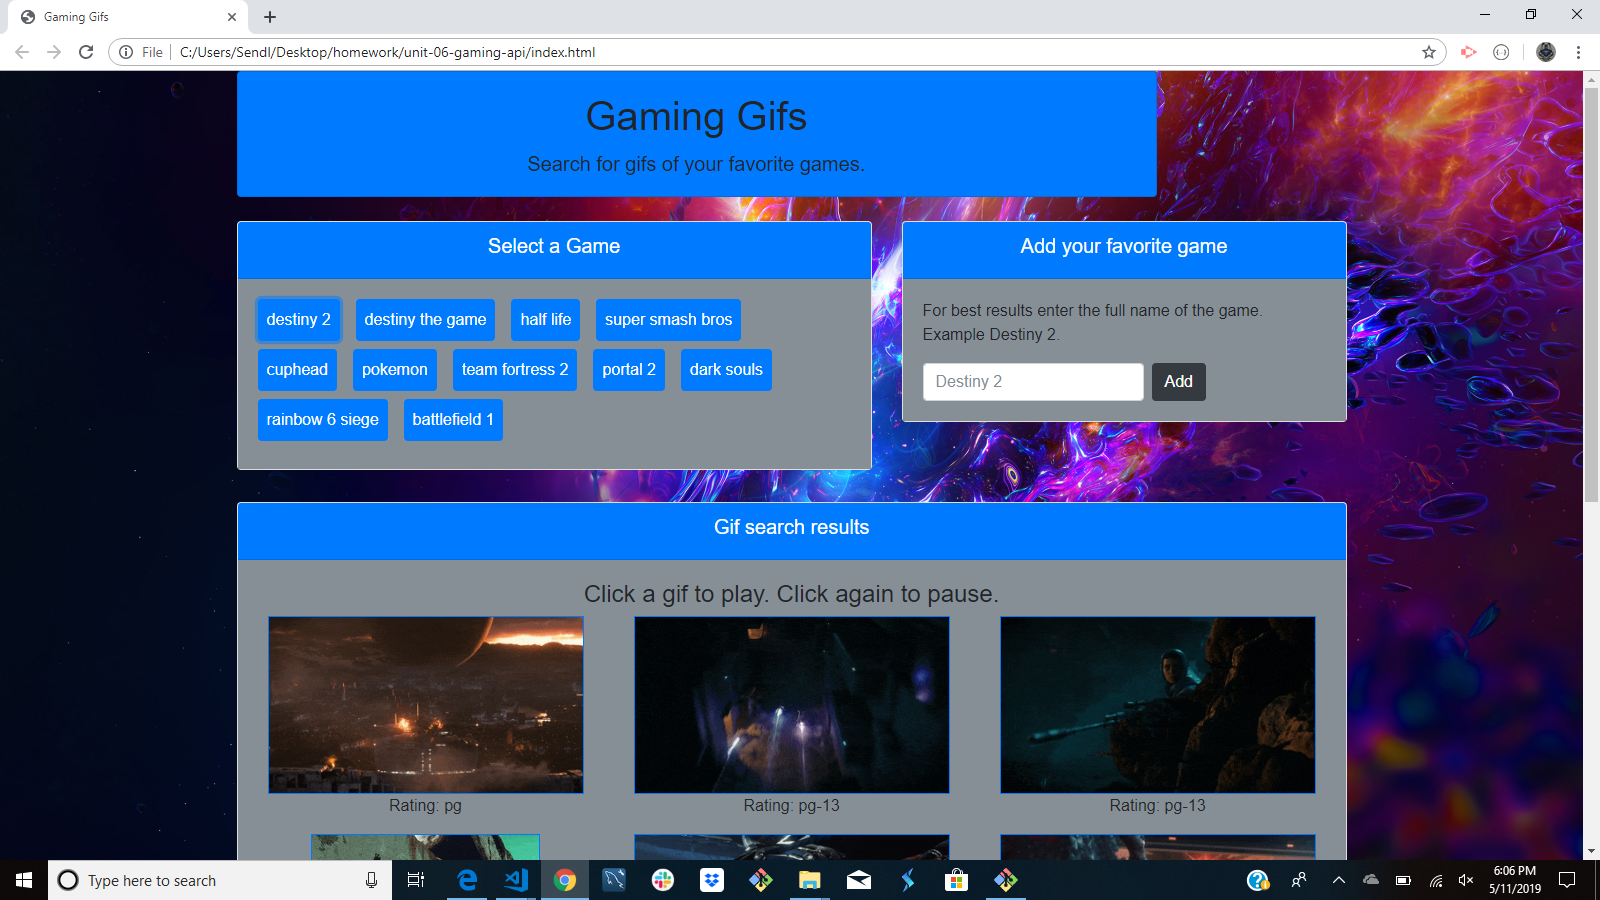 Gaming Gifs
File
C:/Users/Sendl/Desktop/homework/unit-06-gaming-api/index.html
Gaming Gifs
Search for gifs of your favorite games.
Select a Game
destiny 2 destiny the game half life super smash bros
cuphead pokemon team fortress 2 portal 2 dark souls
rainbow 6 siege battlefield 1
Add your favorite game
For best results enter the full name of the game.
Example Destiny 2.
Destiny 2 Add
Gif search results
Click a gif to play. Click again to pause.
Rating: pg Rating: pg-13 Rating: pg-13
Type here to search
6:06 PM
5/11/2019